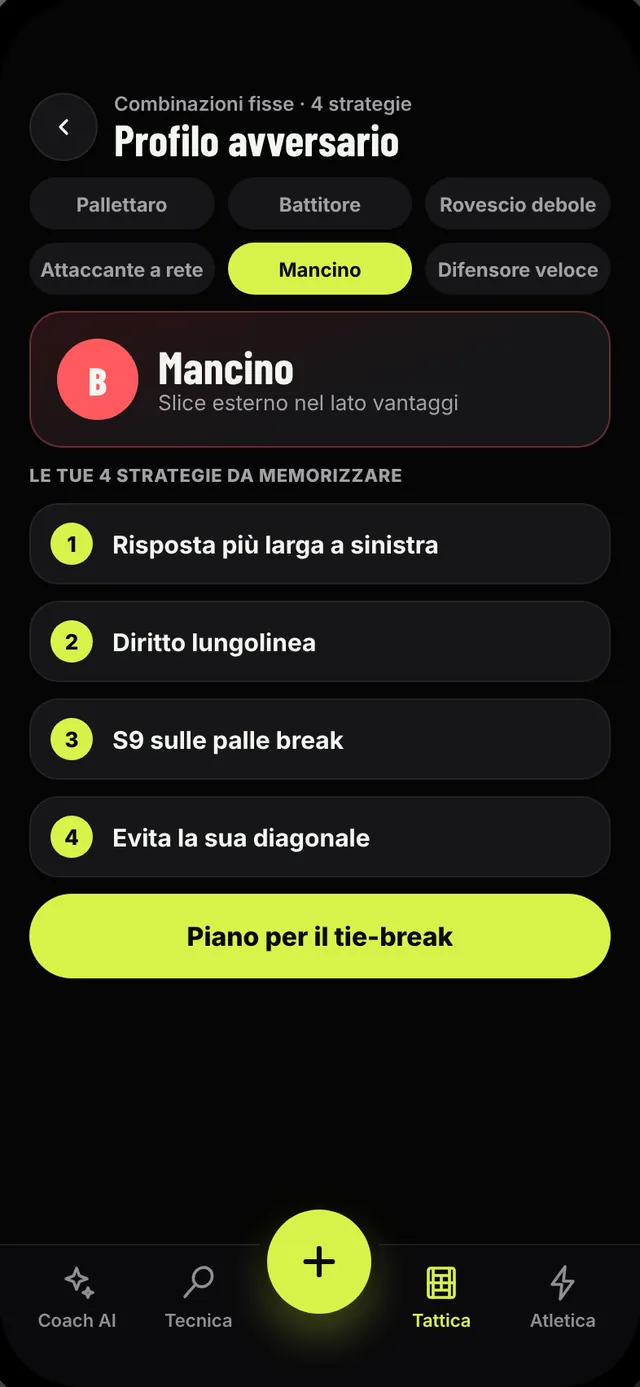 Combinazioni fisse · 4 strategie
Profilo avversario
Pallettaro
Battitore
Rovescio debole
Attaccante a rete
Mancino
Difensore veloce
B
Mancino
Slice esterno nel lato vantaggi
LE TUE 4 STRATEGIE DA MEMORIZZARE
1 Risposta più larga a sinistra
2 Diritto lungolinea
3 S9 sulle palle break
4 Evita la sua diagonale
Piano per il tie-break
Coach AI
Tecnica
Tattica
Atletica